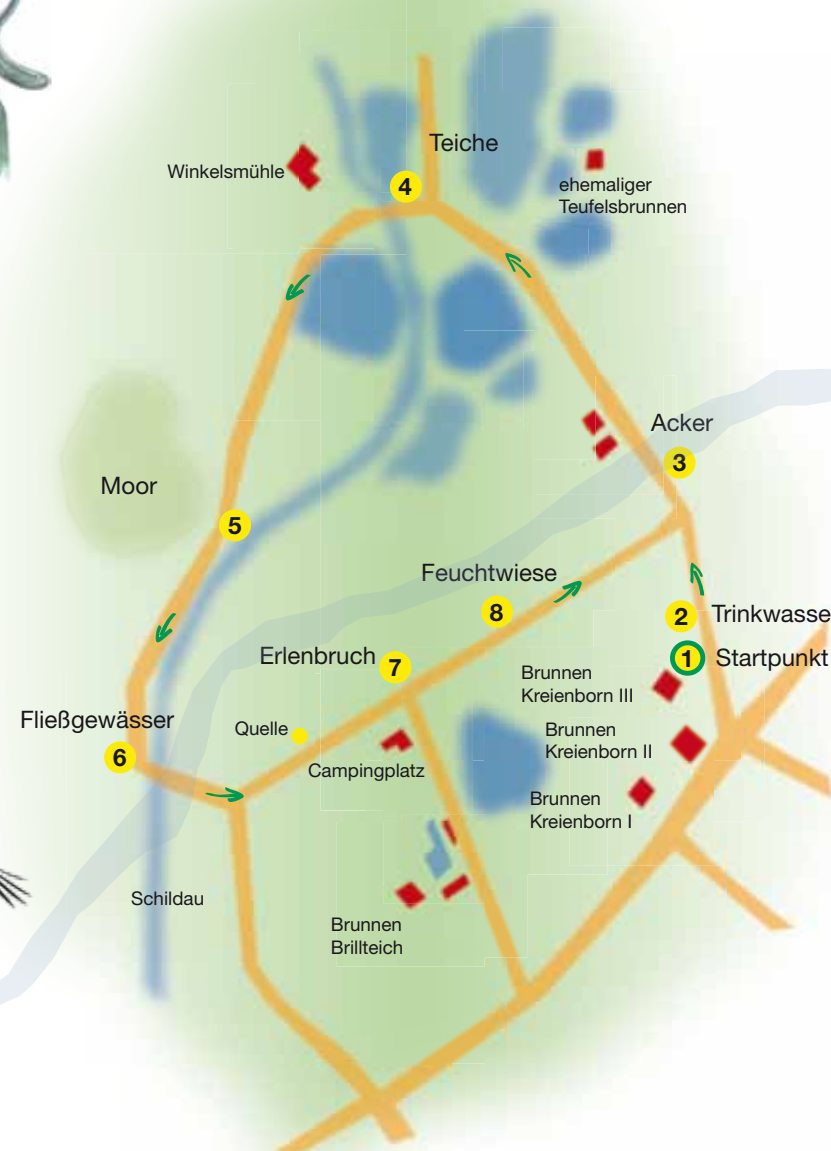 Teiche
4
Winkelsmühle
ehemaliger
Teufelsbrunnen
Acker
3
Moor
5
Feuchtwiese
8
2 Trinkwasse
1 Startpunkt
Erlenbruch 7
Brunnen
Kreienborn III
Fließgewässer
6
Quelle
Brunnen
Kreienborn II
Campingplatz
Brunnen
Kreienborn I
Schildau
Brunnen
Brillteich